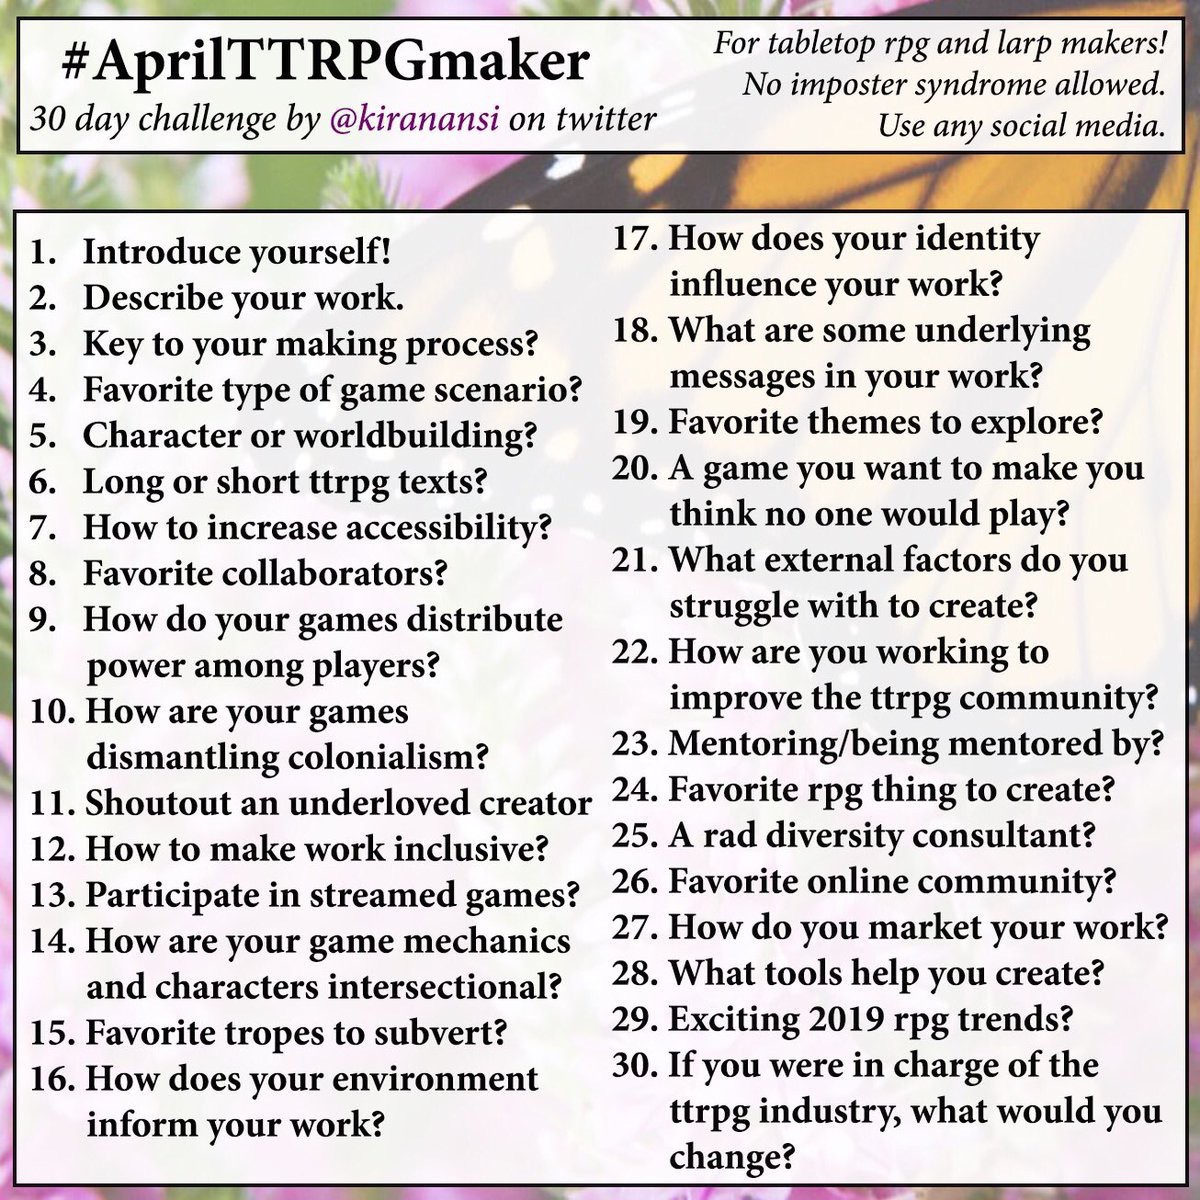 #AprilTTRPGmaker
30 day challenge by @kiranansi on twitter
For tabletop rpg and larp makers!
No imposter syndrome allowed.
Use any social media.
1. Introduce yourself!
2. Describe your work.
3. Key to your making process?
4. Favorite type of game scenario?
5. Character or worldbuilding?
6. Long or short ttrpg texts?
7. How to increase accessibility?
8. Favorite collaborators?
9. How do your games distribute
power among players?
10. How are your games
dismantling colonialism?
11. Shoutout an underloved creator
12. How to make work inclusive?
13. Participate in streamed games?
14. How are your game mechanics
and characters intersectional?
15. Favorite tropes to subvert?
16. How does your environment
inform your work?
17. How does your identity
influence your work?
18. What are some underlying
messages in your work?
19. Favorite themes to explore?
20. A game you want to make you
think no one would play?
21. What external factors do you
struggle with to create?
22. How are you working to
improve the ttrpg community?
23. Mentoring/being mentored by?
24. Favorite rpg thing to create?
25. A rad diversity consultant?
26. Favorite online community?
27. How do you market your work?
28. What tools help you create?
29. Exciting 2019 rpg trends?
30. If you were in charge of the
ttrpg industry, what would you
change?